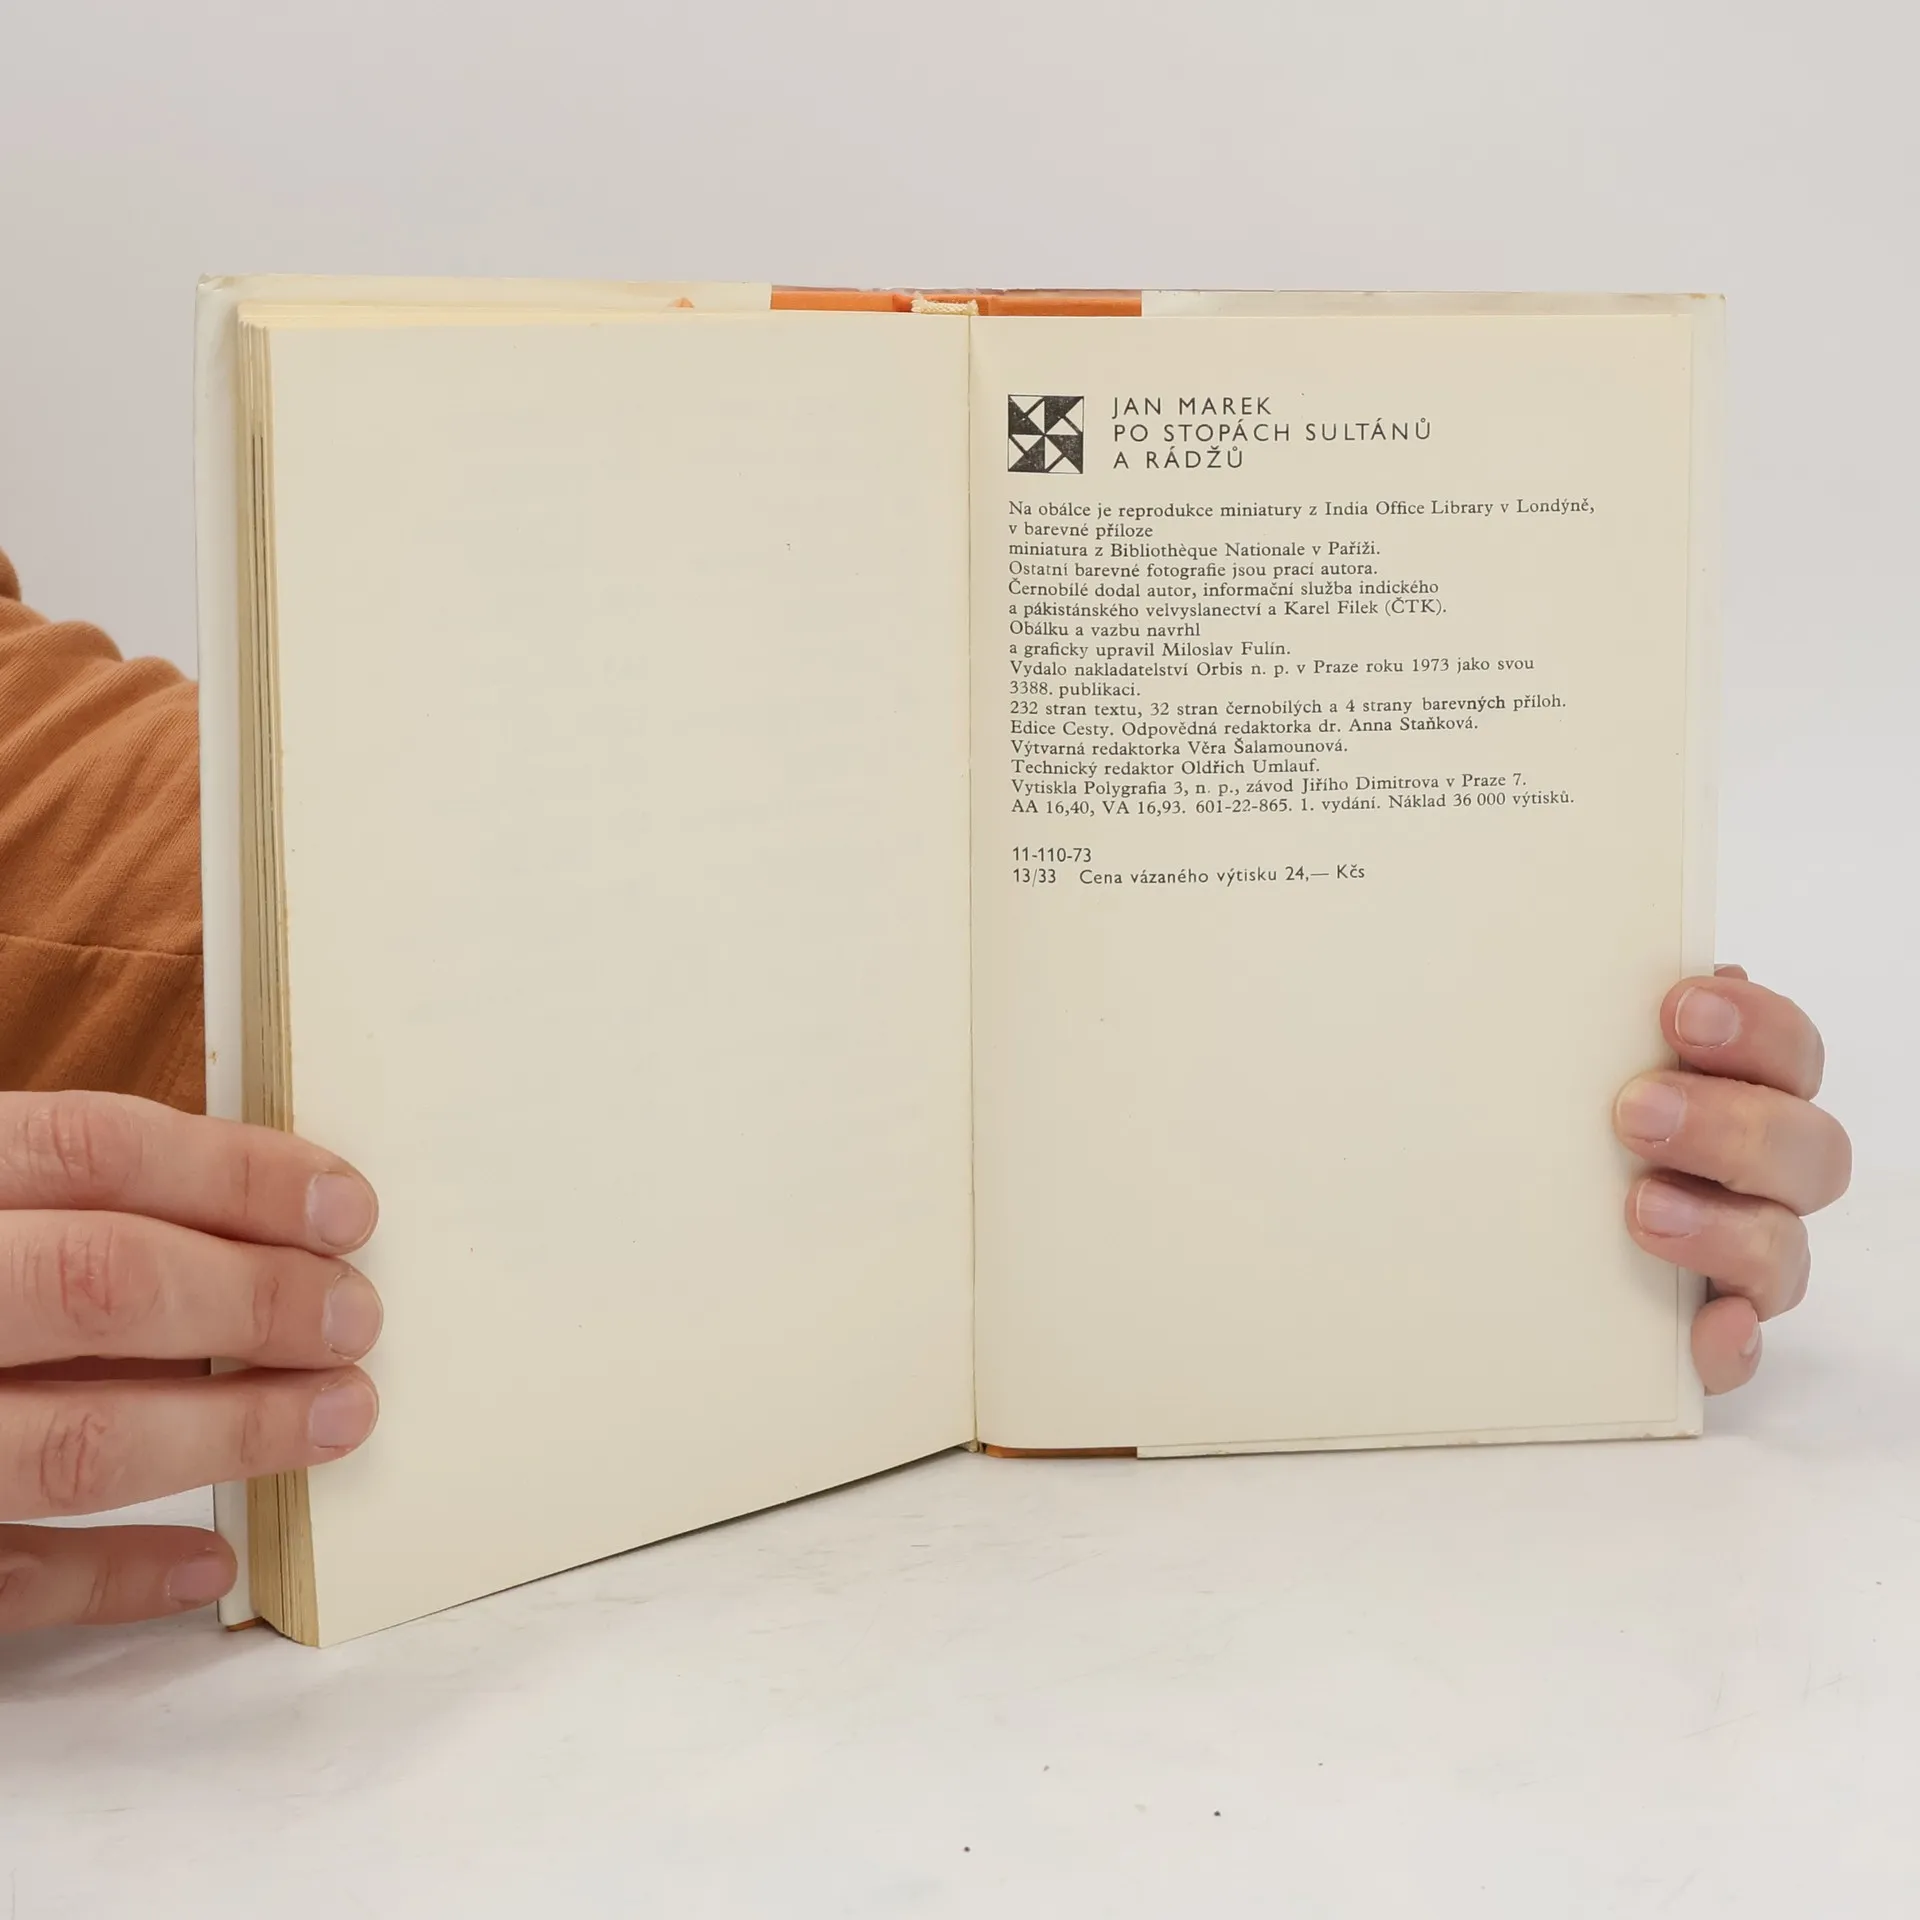 JAN MAREK
PO STOPÁCH SULTÁNŮ
A RÁDŽŮ
Na obálce je reprodukce miniatury z India Office Library v Londýně,
v barevné příloze
miniatura z Bibliothèque Nationale v Paříži.
Ostatní barevné fotografie jsou prací autora.
Černobílé dodal autor, informační služba indického
a pákistánského velvyslanectví a Karel Filek (ČTK).
Obálku a vazbu navrhl
a graficky upravil Miloslav Fulín.
Vydalo nakladatelství Orbis n. p. v Praze roku 1973 jako svou
3388. publikaci.
232 stran textu, 32 stran černobílých a 4 strany barevných příloh.
Edice Cesty. Odpovědná redaktorka dr. Anna Staňková.
Výtvarná redaktorka Věra Šalamounová.
Technický redaktor Oldřich Umlauf.
Vytiskla Polygrafia 3, n. p., závod Jiřího Dimitrova v Praze 7.
AA 16,40, VA 16,93. 601-22-865. 1. vydání. Náklad 36 000 výtisků.
11-110-73
13/33 Cena vázaného výtisku 24,— Kčs